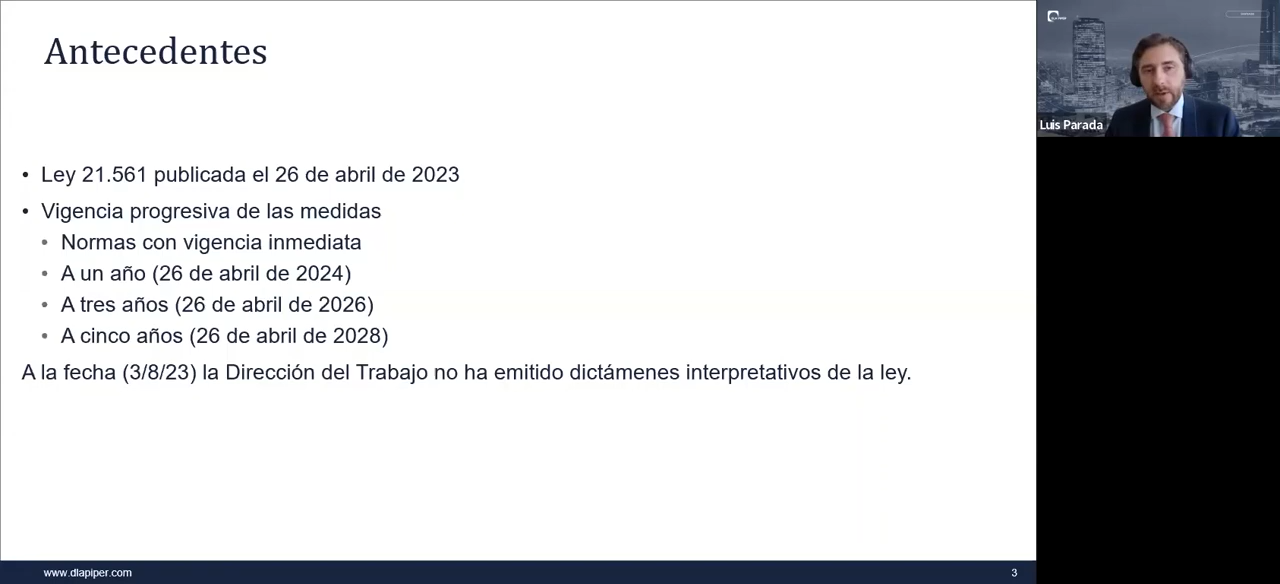 Antecedentes
• Ley 21.561 publicada el 26 de abril de 2023
• Vigencia progresiva de las medidas
• Normas con vigencia inmediata
• A un año (26 de abril de 2024)
• A tres años (26 de abril de 2026)
• A cinco años (26 de abril de 2028)
A la fecha (3/8/23) la Dirección del Trabajo no ha emitido dictámenes interpretativos de la ley.
www.dlapiper.com
3
DLA PIPER
Luis Parada